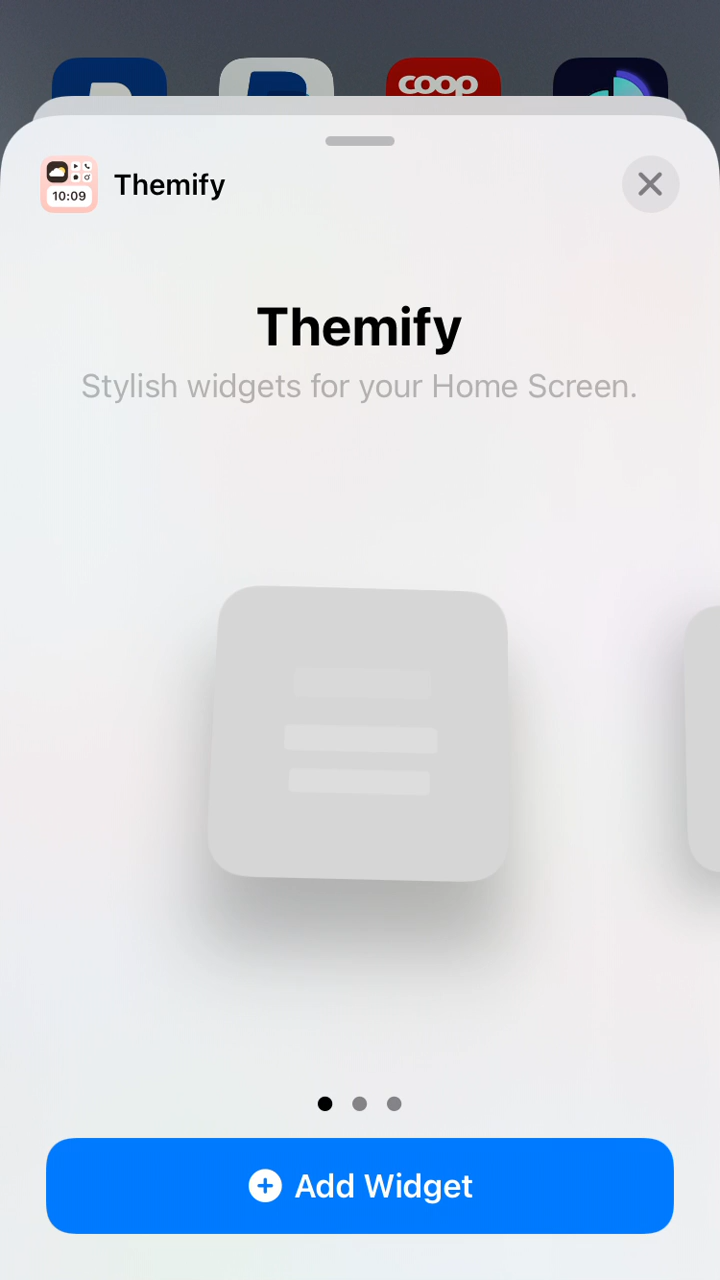 coop
10:09
Themify
Themify
Stylish widgets for your Home Screen.
Add Widget